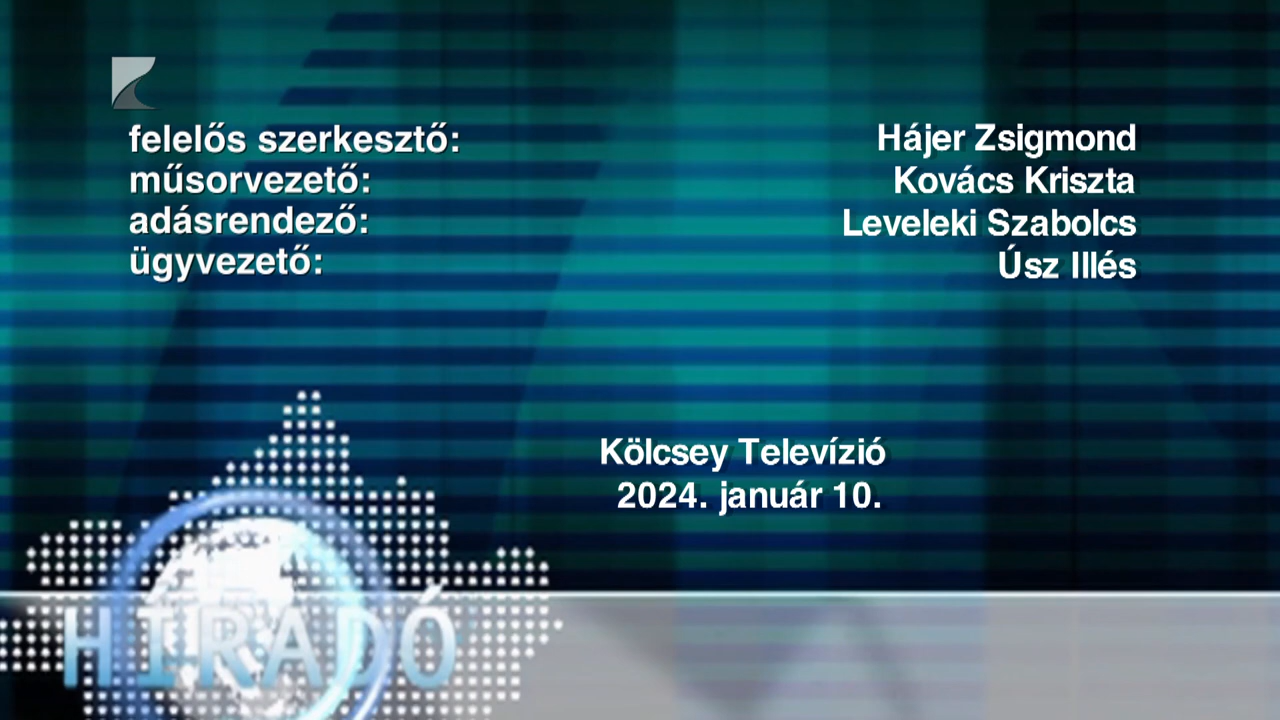 felelős szerkesztő: Hájer Zsigmond
műsorvezető: Kovács Kriszta
adásrendező: Leveleki Szabolcs
ügyvezető: Úsz Illés
Kölcsey Televízió
2024. január 10.
HÍRADÓ